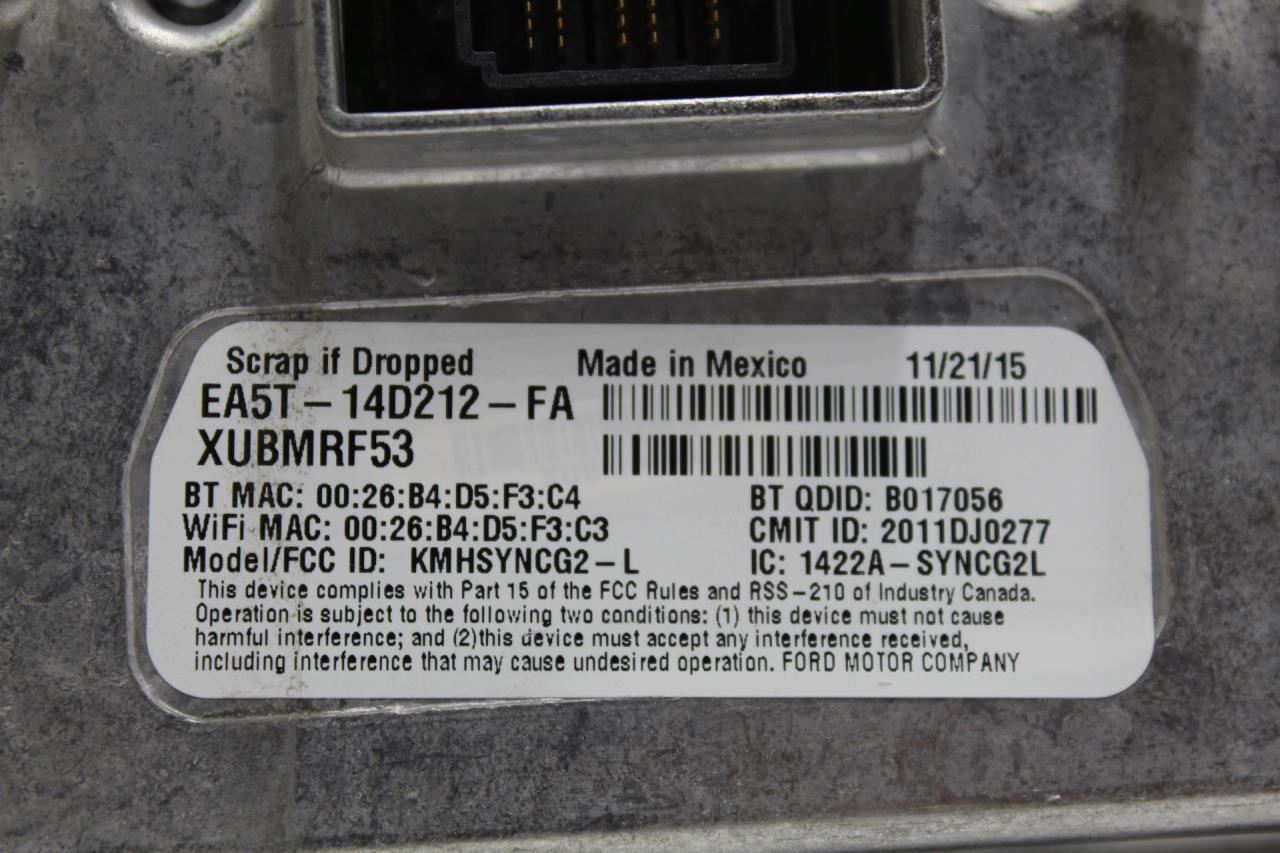 Scrap if Dropped Made in Mexico 11/21/15
EA5T-14D212-FA
XUBMRF53
BT MAC: 00:26:B4:D5:F3:C4 BT QDID: B017056
WiFi MAC: 00:26:B4:D5:F3:C3 CMIT ID: 2011DJ0277
Model/FCC ID: KMHSYNCG2-L IC: 1422A-SYNCG2L
This device complies with Part 15 of the FCC Rules and RSS-210 of Industry Canada.
Operation is subject to the following two conditions: (1) this device must not cause
harmful interference; and (2)this device must accept any interference received,
including interference that may cause undesired operation. FORD MOTOR COMPANY